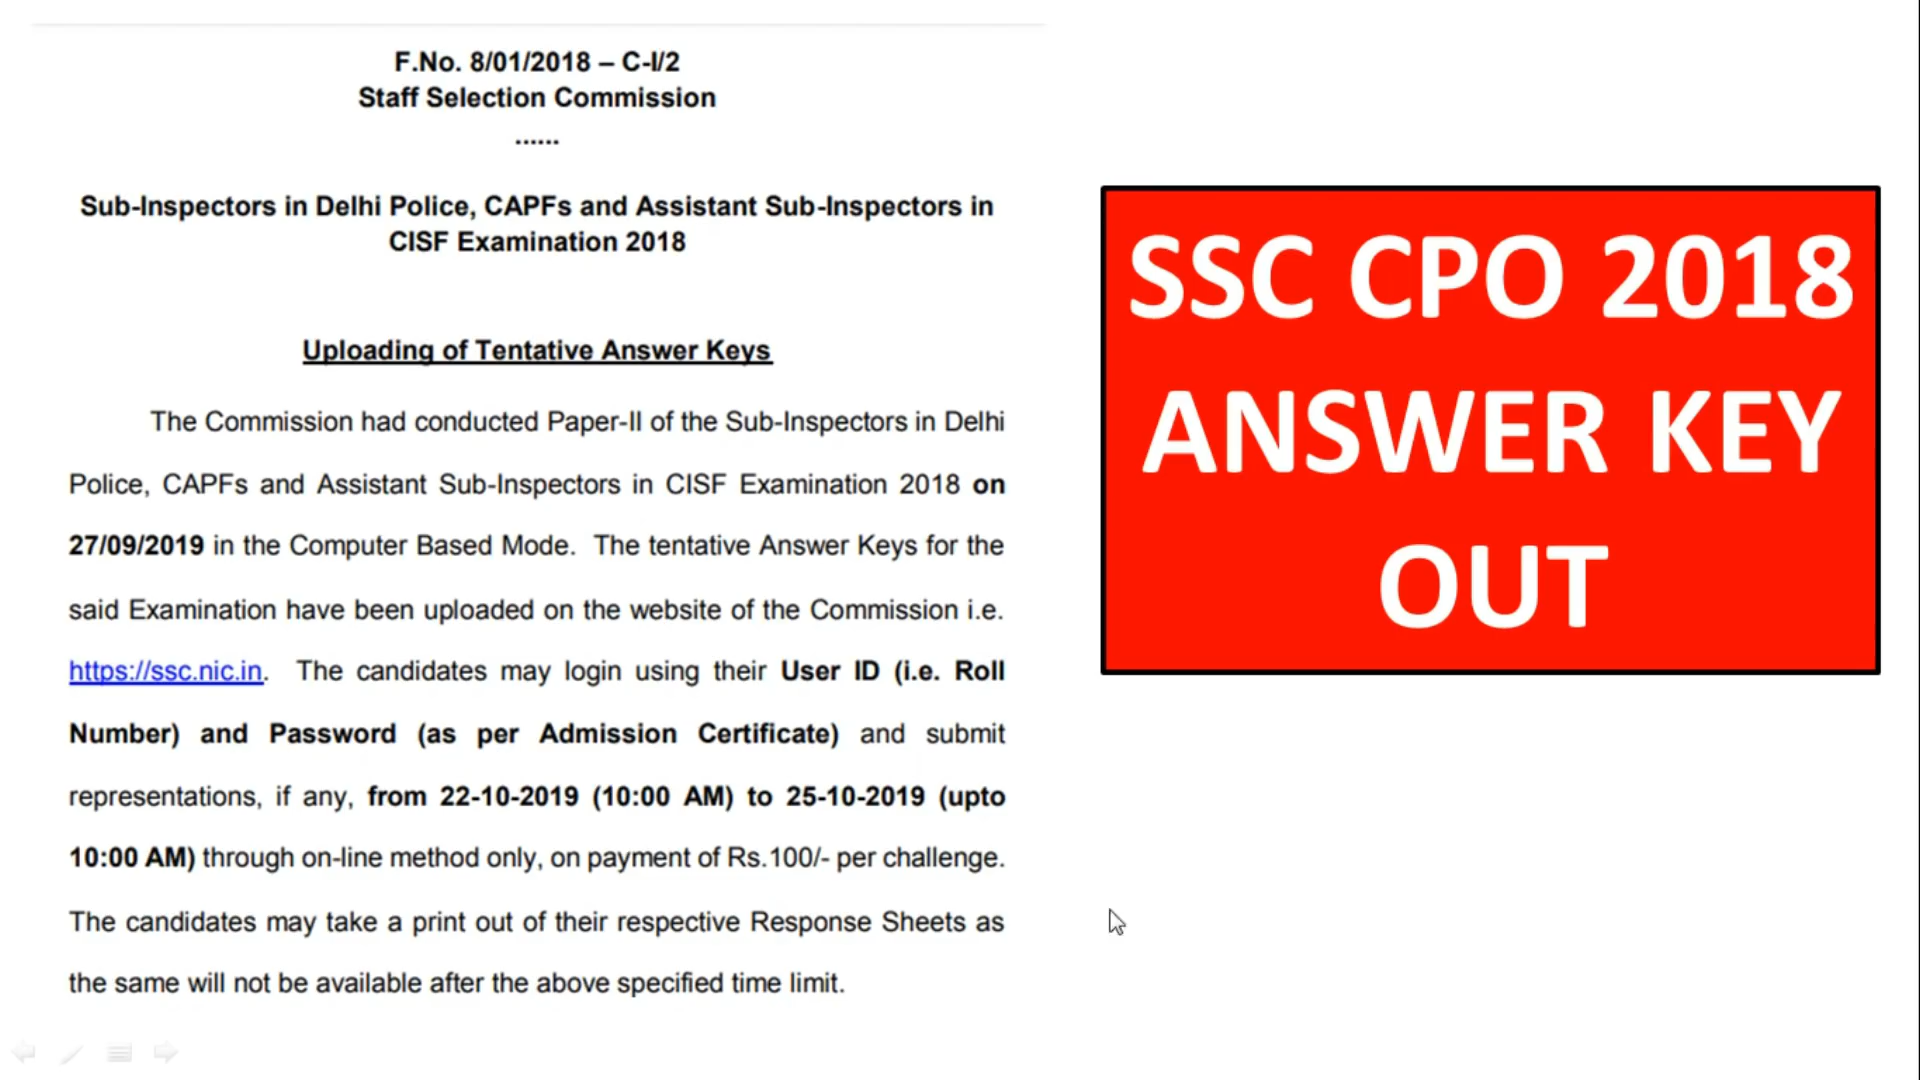 F.No. 8/01/2018 – C-I/2
Staff Selection Commission
......
Sub-Inspectors in Delhi Police, CAPFs and Assistant Sub-Inspectors in
CISF Examination 2018
Uploading of Tentative Answer Keys
The Commission had conducted Paper-II of the Sub-Inspectors in Delhi
Police, CAPFs and Assistant Sub-Inspectors in CISF Examination 2018 on
27/09/2019 in the Computer Based Mode. The tentative Answer Keys for the
said Examination have been uploaded on the website of the Commission i.e.
https://ssc.nic.in. The candidates may login using their User ID (i.e. Roll
Number) and Password (as per Admission Certificate) and submit
representations, if any, from 22-10-2019 (10:00 AM) to 25-10-2019 (upto
10:00 AM) through on-line method only, on payment of Rs.100/- per challenge.
The candidates may take a print out of their respective Response Sheets as
the same will not be available after the above specified time limit.
SSC CPO 2018
ANSWER KEY
OUT